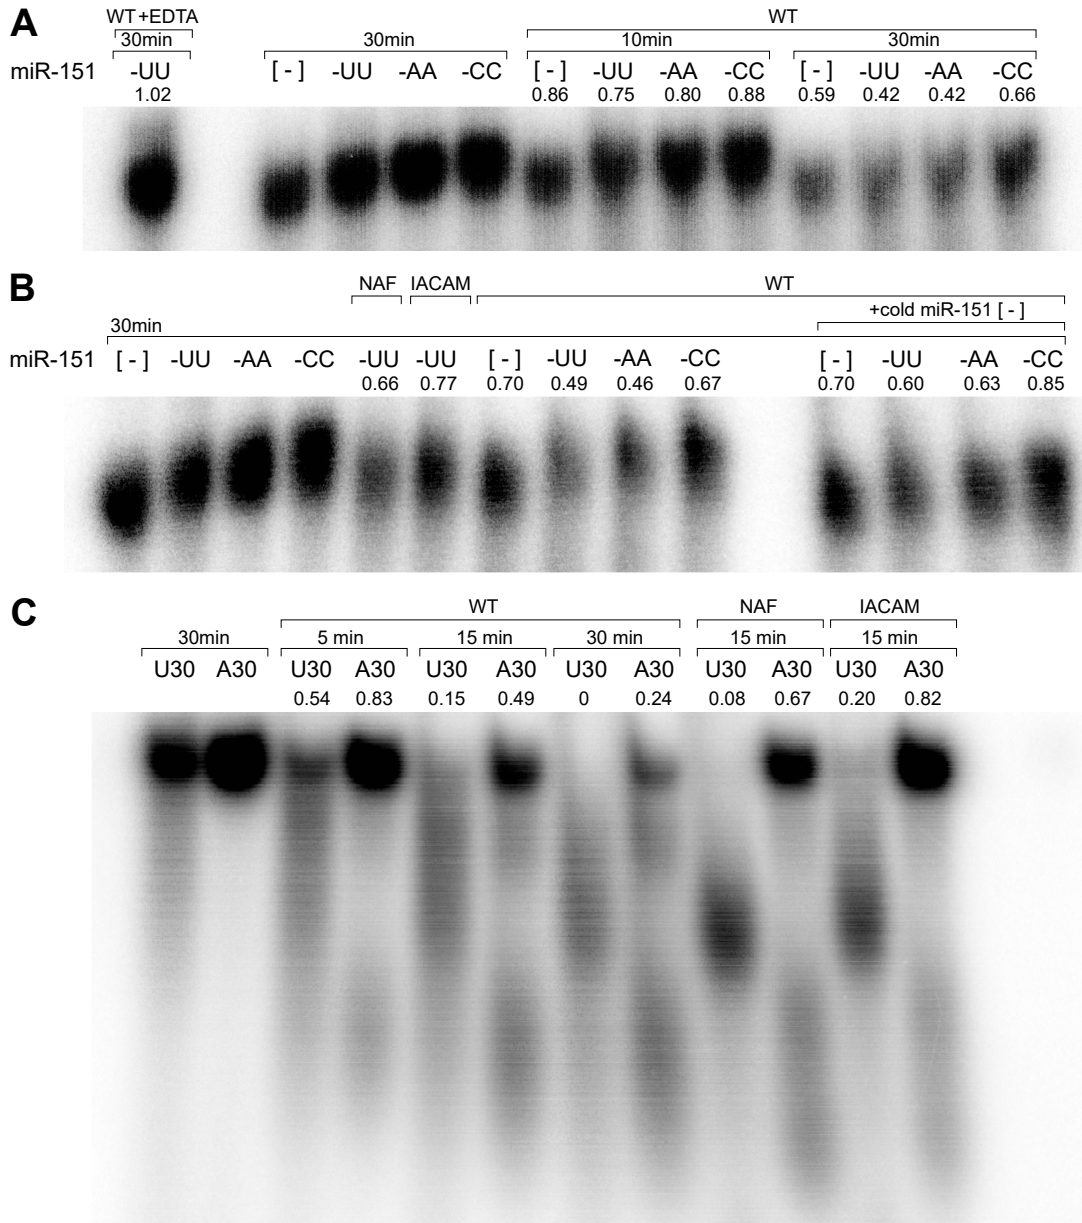 A
WT +EDTA WT
30min 30min 10min 30min
miR-151 -UU [ - ] -UU -AA -CC [ - ] -UU -AA -CC [ - ] -UU -AA -CC
1.02 0.86 0.75 0.80 0.88 0.59 0.42 0.42 0.66
B
NAF IACAM WT
+cold miR-151 [ - ]
30min
miR-151 [ - ] -UU -AA -CC -UU -UU [ - ] -UU -AA -CC [ - ] -UU -AA -CC
0.66 0.77 0.70 0.49 0.46 0.67 0.70 0.60 0.63 0.85
C
WT NAF IACAM
30min 5 min 15 min 30 min 15 min 15 min
U30 A30 U30 A30 U30 A30 U30 A30 U30 A30 U30 A30
0.54 0.83 0.15 0.49 0 0.24 0.08 0.67 0.20 0.82